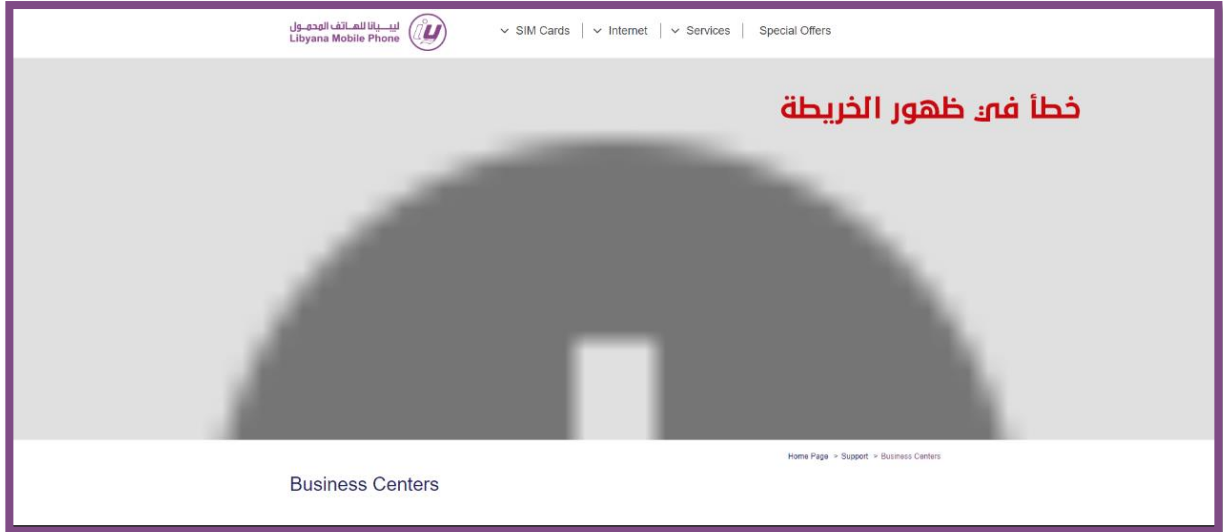 ليبيانا للهاتف المحمول
Libyana Mobile Phone
SIM Cards
Internet
Services
Special Offers
خطأ في ظهور الخريطة
Home Page > Support > Business Centers
Business Centers